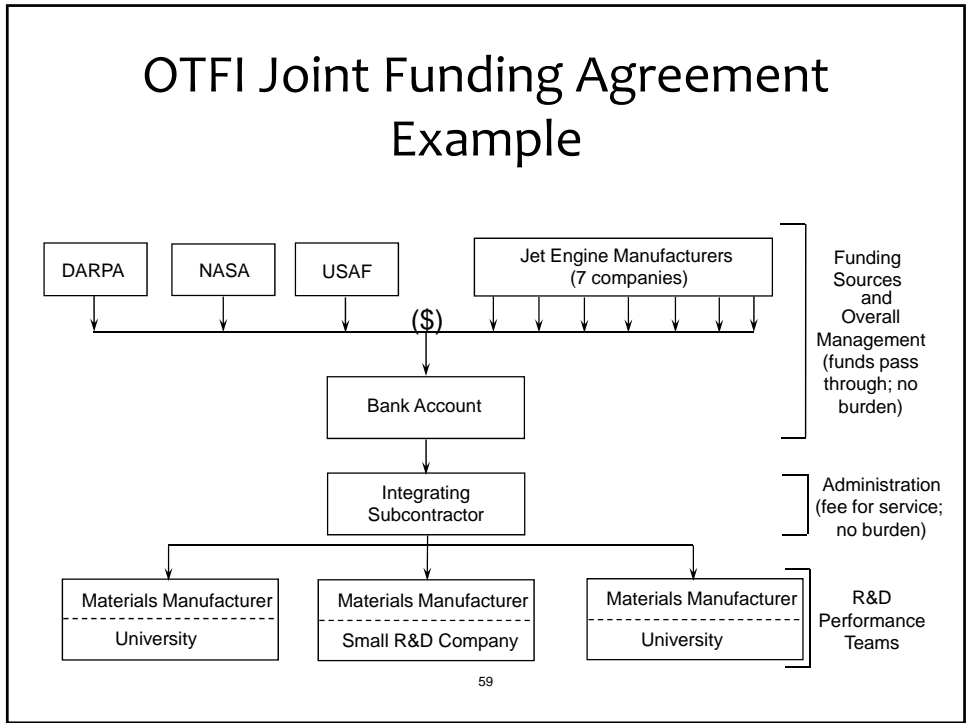 OTFI Joint Funding Agreement
Example
DARPA
NASA
USAF
Jet Engine Manufacturers
(7 companies)
($)
Funding
Sources
and
Overall
Management
(funds pass
through; no
burden)
Bank Account
Integrating
Subcontractor
Administration
(fee for service;
no burden)
Materials Manufacturer
University
Materials Manufacturer
Small R&D Company
Materials Manufacturer
University
R&D
Performance
Teams
59